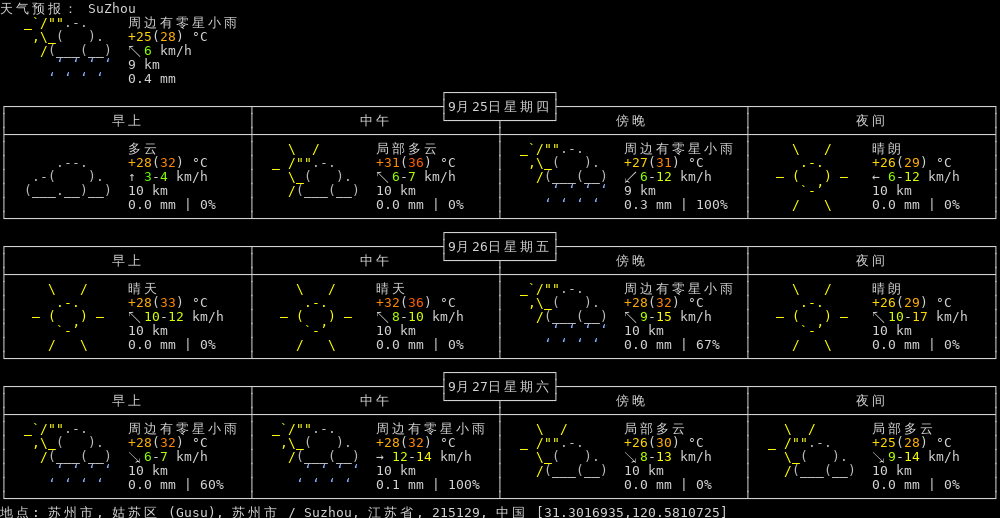 天气预报: SuZhou
周边有零星小雨
+25(28) °C
↖6 km/h
9 km
0.4 mm
9月25日星期四
早上 中午 傍晚 夜间
多云 局部多云 周边有零星小雨 晴朗
+28(32) °C +31(36) °C +27(31) °C +26(29) °C
↑ 3-4 km/h ↖6-7 km/h ↙6-12 km/h ← 6-12 km/h
10 km 10 km 9 km 10 km
0.0 mm | 0% 0.0 mm | 0% 0.3 mm | 100% 0.0 mm | 0%
9月26日星期五
早上 中午 傍晚 夜间
晴天 晴天 周边有零星小雨 晴朗
+28(33) °C +32(36) °C +28(32) °C +26(29) °C
↖10-12 km/h ↖8-10 km/h ↖9-15 km/h ↖10-17 km/h
10 km 10 km 10 km 10 km
0.0 mm | 0% 0.0 mm | 0% 0.0 mm | 67% 0.0 mm | 0%
9月27日星期六
早上 中午 傍晚 夜间
周边有零星小雨 周边有零星小雨 局部多云 局部多云
+28(32) °C +28(32) °C +26(30) °C +25(28) °C
↘6-7 km/h → 12-14 km/h ↘8-13 km/h ↘9-14 km/h
10 km 10 km 10 km 10 km
0.0 mm | 60% 0.1 mm | 100% 0.0 mm | 0% 0.0 mm | 0%
地点: 苏州市, 姑苏区 (Gusu), 苏州市 / Suzhou, 江苏省, 215129, 中国 [31.3016935,120.5810725]